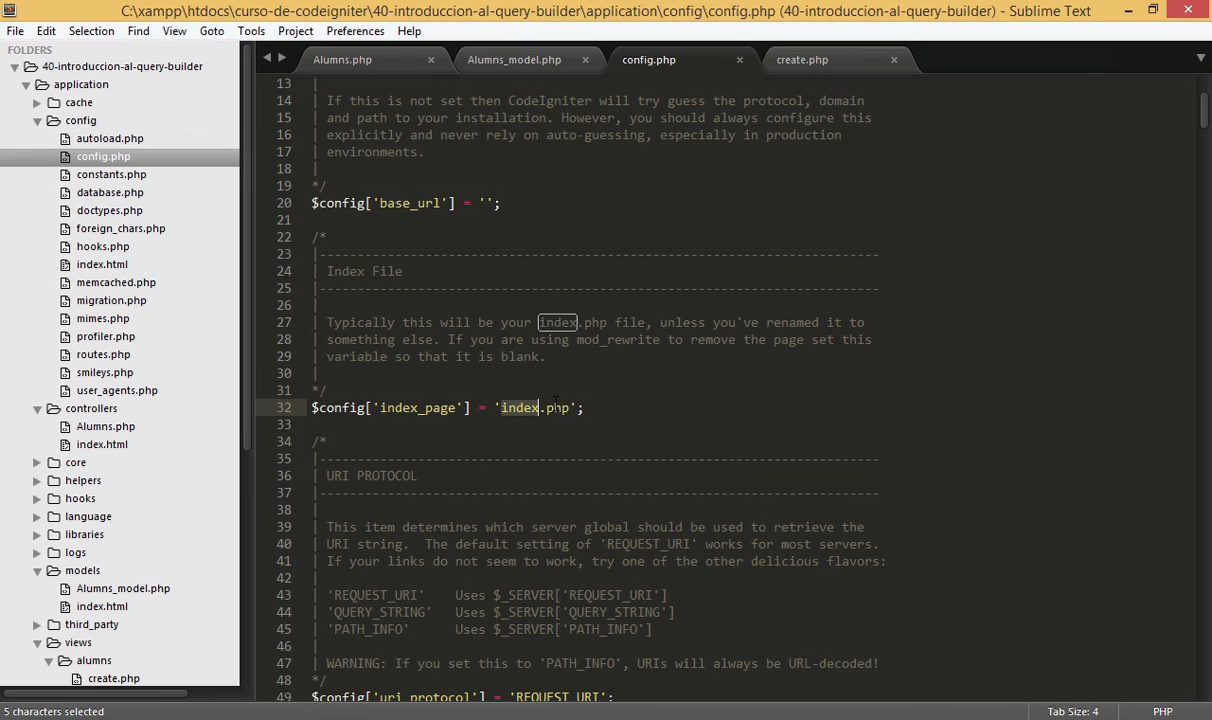 C:\xampp\htdocs\curso-de-codeigniter\40-introduccion-al-query-builder\application\config\config.php (40-introduccion-al-query-builder) - Sublime Text
File Edit Selection Find View Goto Tools Project Preferences Help
FOLDERS
40-introduccion-al-query-builder
application
cache
config
autoload.php
config.php
constants.php
database.php
doctypes.php
foreign_chars.php
hooks.php
index.html
memcached.php
migration.php
mimes.php
profiler.php
routes.php
smileys.php
user_agents.php
controllers
Alumns.php
index.html
core
helpers
hooks
language
libraries
logs
models
Alumns_model.php
index.html
third_party
views
alumns
create.php
Alumns.php Alumns_model.php config.php create.php
13 |
14 | If this is not set then CodeIgniter will try guess the protocol, domain
15 | and path to your installation. However, you should always configure this
16 | explicitly and never rely on auto-guessing, especially in production
17 | environments.
18 |
19 */
20 $config['base_url'] = '';
21
22 /*
23 |--------------------------------------------------------------------------
24 | Index File
25 |--------------------------------------------------------------------------
26 |
27 | Typically this will be your index.php file, unless you've renamed it to
28 | something else. If you are using mod_rewrite to remove the page set this
29 | variable so that it is blank.
30 |
31 */
32 $config['index_page'] = 'index.php';
33
34 /*
35 |--------------------------------------------------------------------------
36 | URI PROTOCOL
37 |--------------------------------------------------------------------------
38 |
39 | This item determines which server global should be used to retrieve the
40 | URI string.  The default setting of 'REQUEST_URI' works for most servers.
41 | If your links do not seem to work, try one of the other delicious flavors:
42 |
43 | 'REQUEST_URI'    Uses $_SERVER['REQUEST_URI']
44 | 'QUERY_STRING'   Uses $_SERVER['QUERY_STRING']
45 | 'PATH_INFO'      Uses $_SERVER['PATH_INFO']
46 |
47 | WARNING: If you set this to 'PATH_INFO', URIs will always be URL-decoded!
48 */
49 $config['uri_protocol'] = 'REQUEST_URI';
5 characters selected Tab Size: 4 PHP